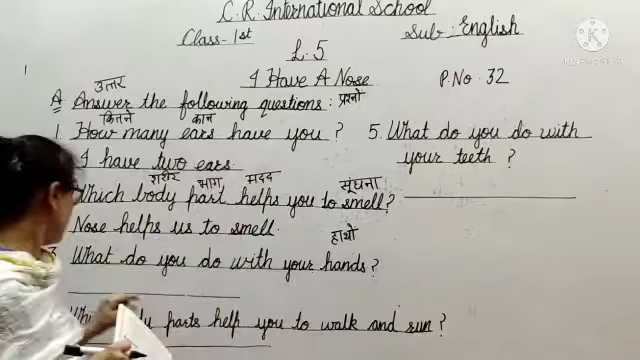 C.R. International School
Class-1st
Sub: English
L.5
I Have A Nose
P.No. 32
उत्तर
A Answer the following questions: प्रश्नो
कितने कान
1. How many ears have you?
I have two ears.
शरीर भाग मदद सूंघना
Which body part helps you to smell?
Nose helps us to smell.
हाथो
3. What do you do with your hands?
parts help you to walk and run?
5. What do you do with
your teeth?